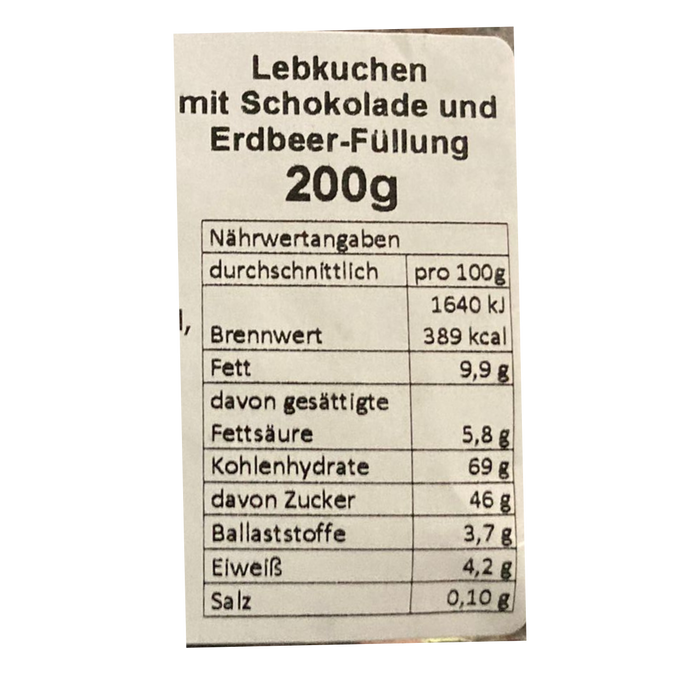 Lebkuchen
mit Schokolade und
Erdbeer-Füllung
200g
Nährwertangaben
durchschnittlich pro 100g
1640 kJ
Brennwert 389 kcal
Fett 9,9 g
davon gesättigte
Fettsäure 5,8 g
Kohlenhydrate 69 g
davon Zucker 46 g
Ballaststoffe 3,7 g
Eiweiß 4,2 g
Salz 0,10 g